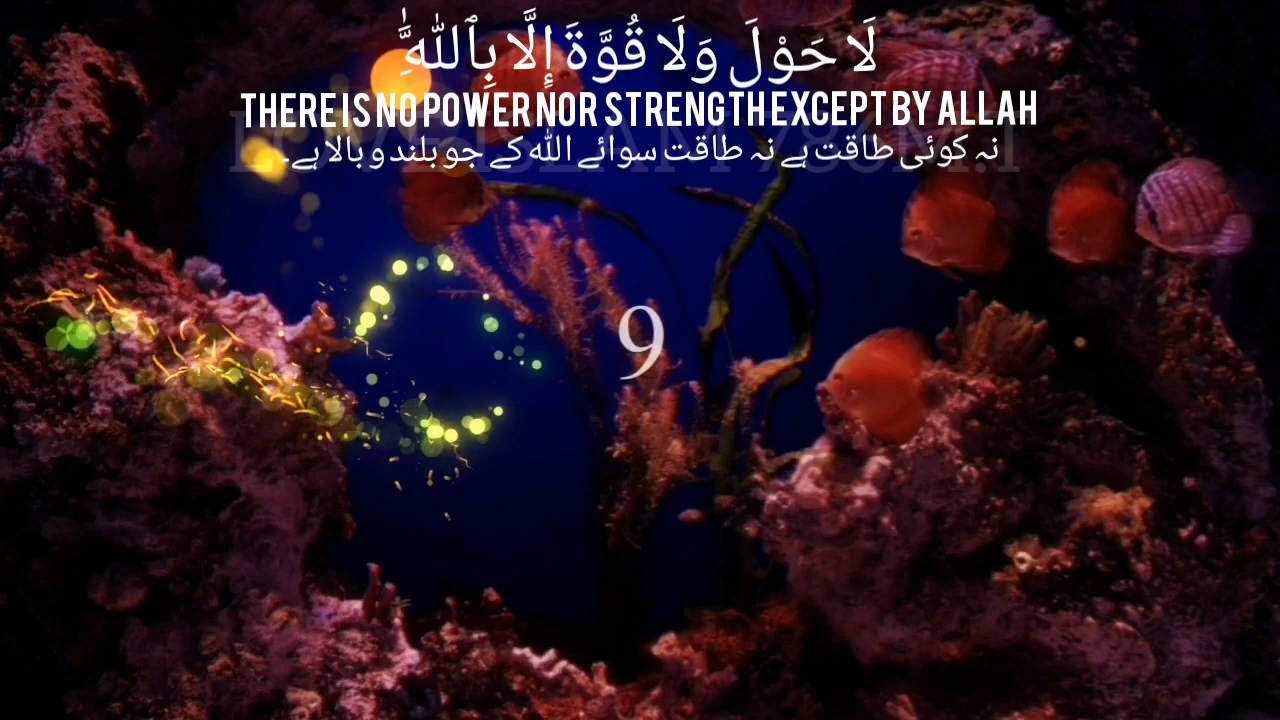 لَا حَوْلَ وَلَا قُوَّةَ إِلَّا بِٱللَّٰهِ
THERE IS NO POWER NOR STRENGTH EXCEPT BY ALLAH
نہ کوئی طاقت ہے نہ طاقت سوائے اللہ کے جو بلند و بالا ہے۔
9